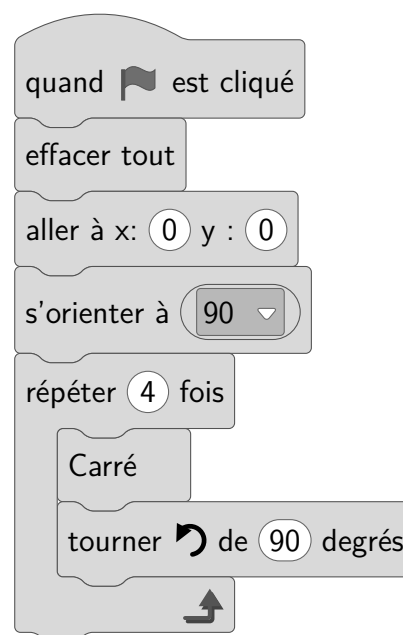 quand est cliqué
effacer tout
aller à x: 0 y : 0
s'orienter à 90
répéter 4 fois
Carré
tourner de 90 degrés